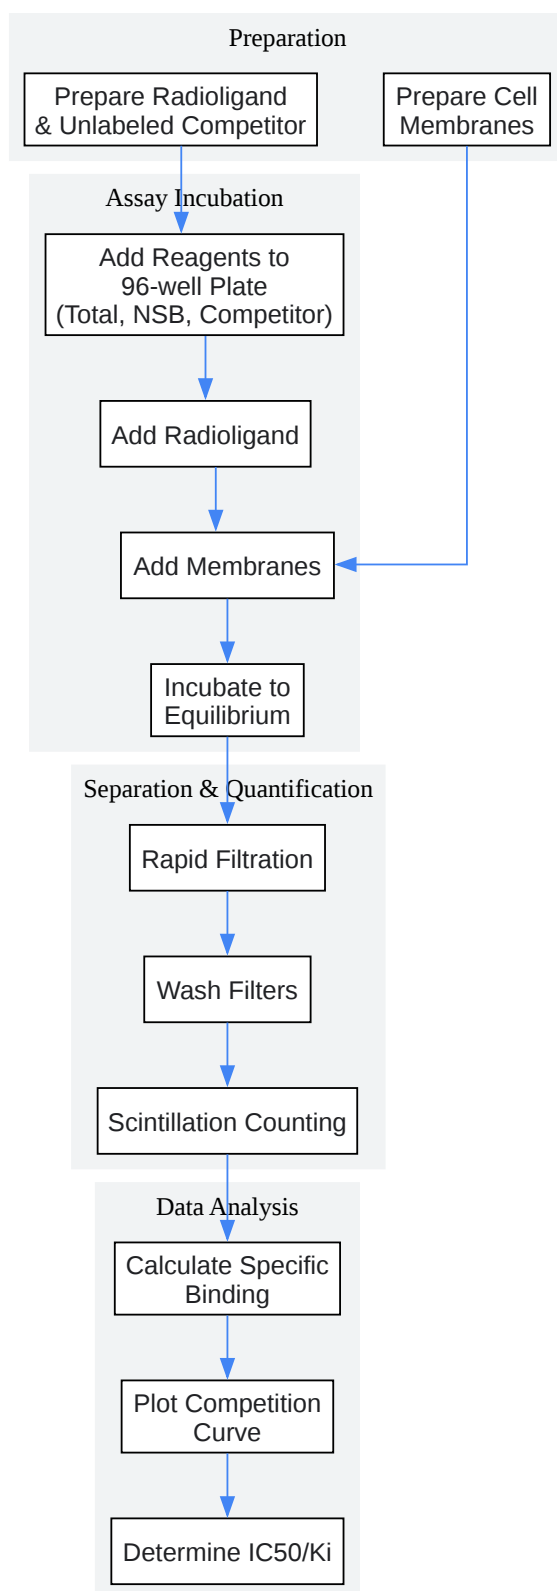 Preparation
Prepare Radioligand
& Unlabeled Competitor
Prepare Cell
Membranes
Assay Incubation
Add Reagents to
96-well Plate
(Total, NSB, Competitor)
Add Radioligand
Add Membranes
Incubate to
Equilibrium
Separation & Quantification
Rapid Filtration
Wash Filters
Scintillation Counting
Data Analysis
Calculate Specific
Binding
Plot Competition
Curve
Determine IC50/Ki